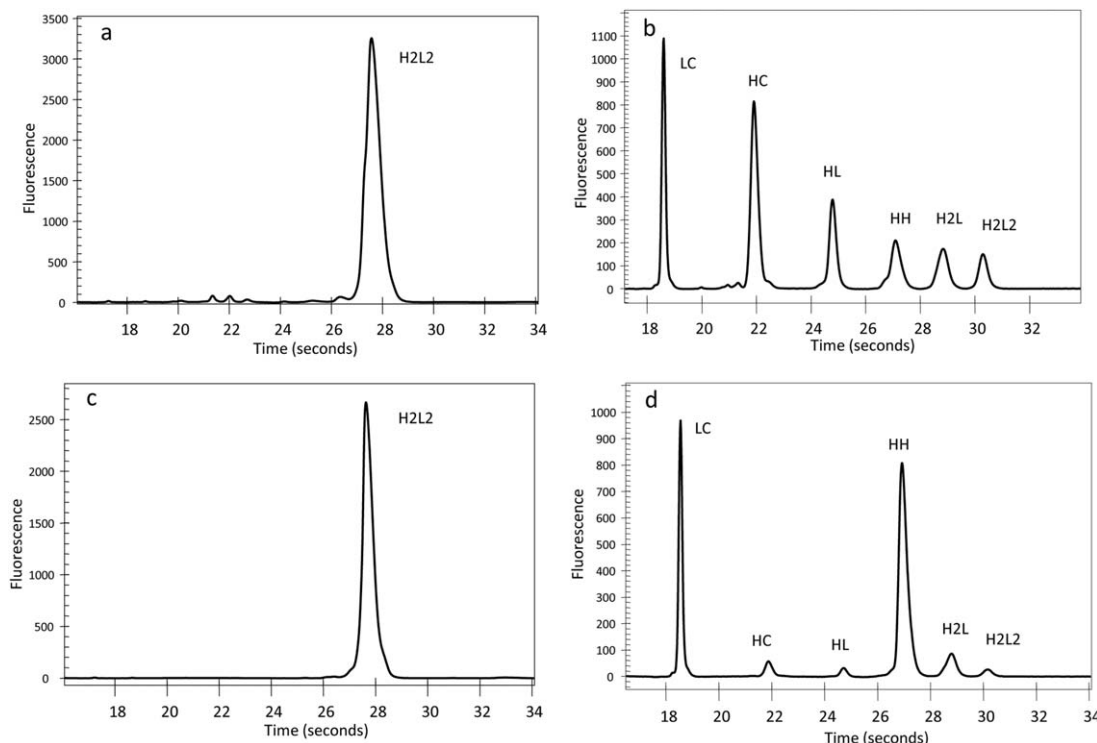 a
H2L2
3500
3000
2500
2000
1500
1000
500
0
Fluorescence
18 20 22 24 26 28 30 32 34
Time (seconds)
b
LC
HC
HL
HH
H2L
H2L2
1100
1000
900
800
700
600
500
400
300
200
100
0
Fluorescence
18 20 22 24 26 28 30 32
Time (seconds)
c
H2L2
2500
2000
1500
1000
500
0
Fluorescence
18 20 22 24 26 28 30 32 34
Time (seconds)
d
LC
HC
HL
HH
H2L
H2L2
1000
900
800
700
600
500
400
300
200
100
0
Fluorescence
18 20 22 24 26 28 30 32 34
Time (seconds)